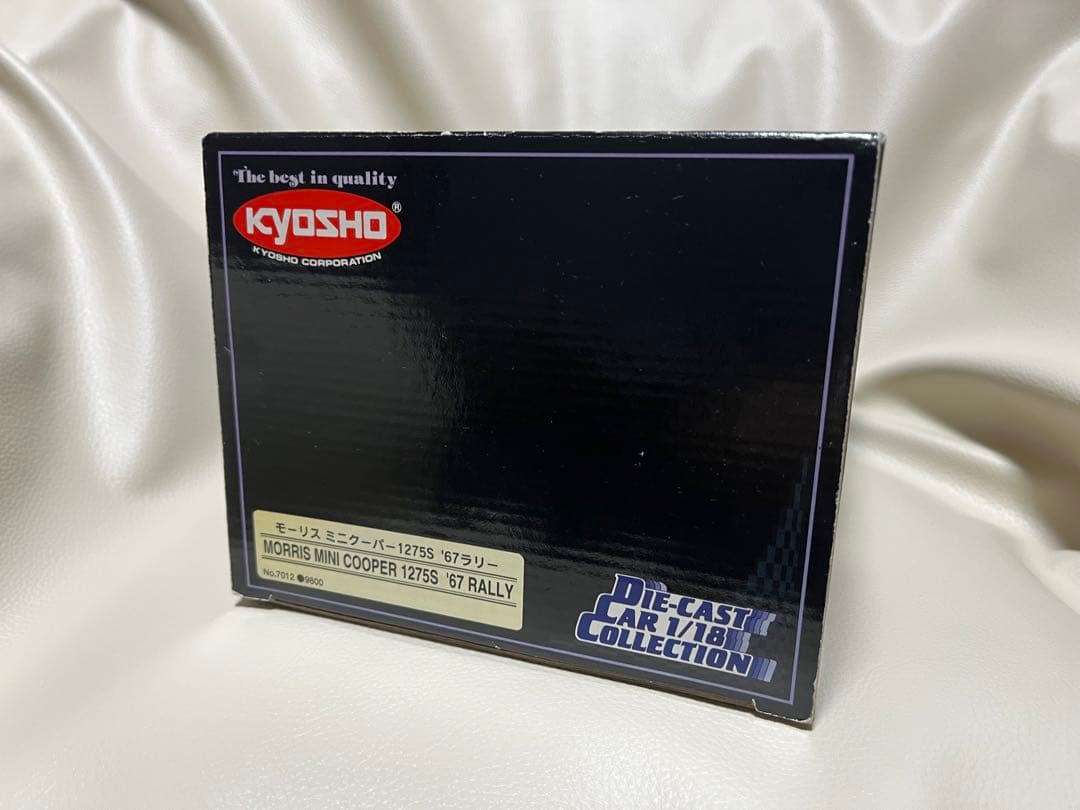 The best in quality
KYOSHO®
KYOSHO CORPORATION
モーリス ミニクーパー1275S '67ラリー
MORRIS MINI COOPER 1275S '67 RALLY
No.7012 ●9800
DIE-CAST
CAR 1/18
COLLECTION